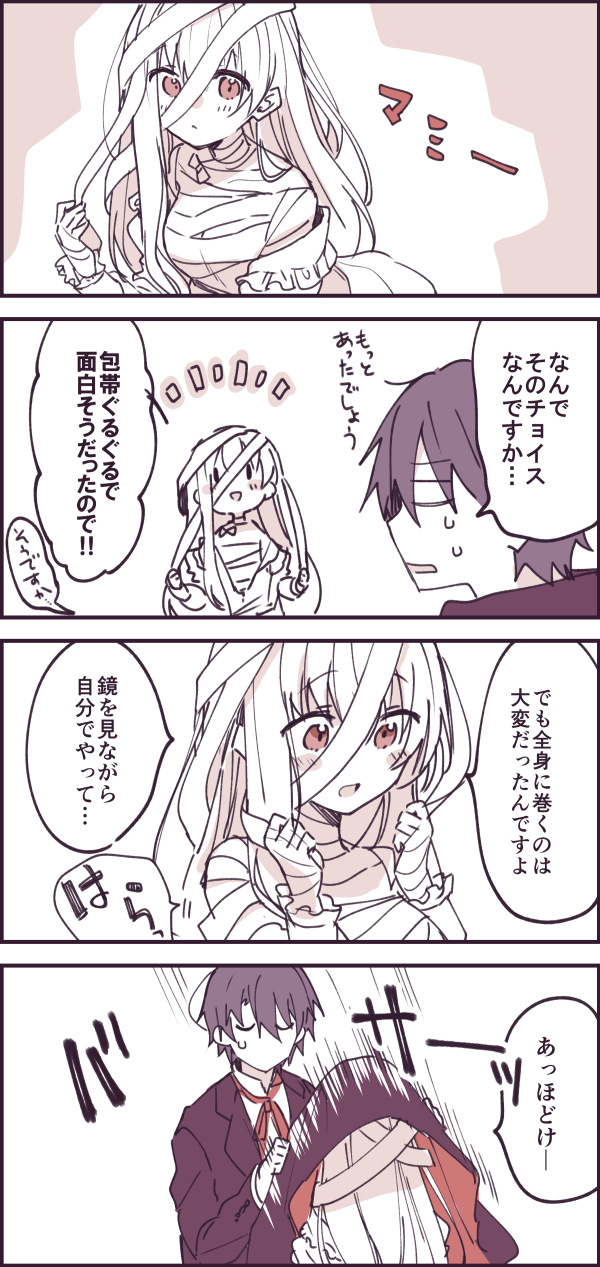 マミー
なんで
そのチョイス
なんですか…
もっと
あったでしょう
包帯ぐるぐるで
面白そうだったので!!
そうですか…
でも全身に巻くのは
大変だったんですよ
鏡を見ながら
自分でやって…
はら…
あっほどけ―
サーッ
バ